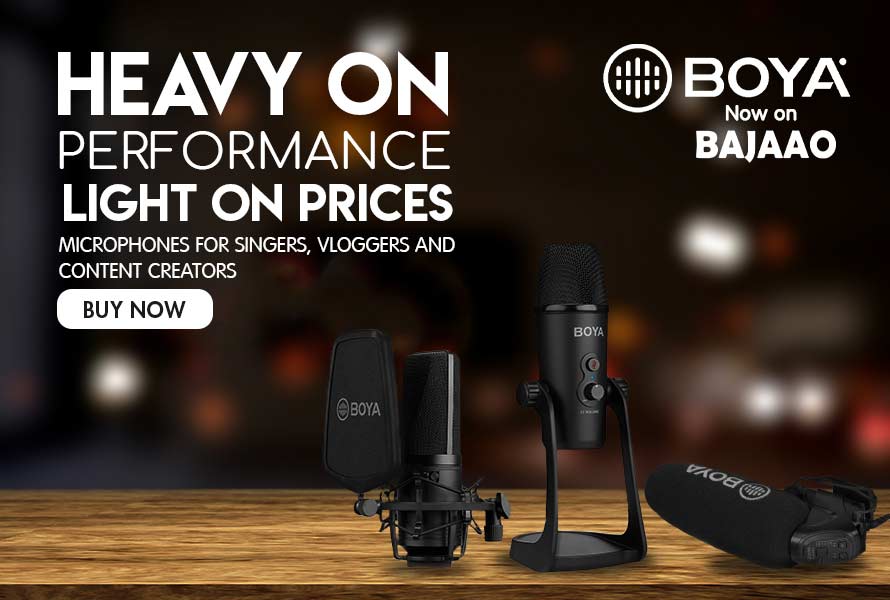 HEAVY ON
PERFORMANCE
LIGHT ON PRICES
MICROPHONES FOR SINGERS, VLOGGERS AND
CONTENT CREATORS
BUY NOW
BOYA
Now on
BAJAAO
BOYA
BOYA
BOYA